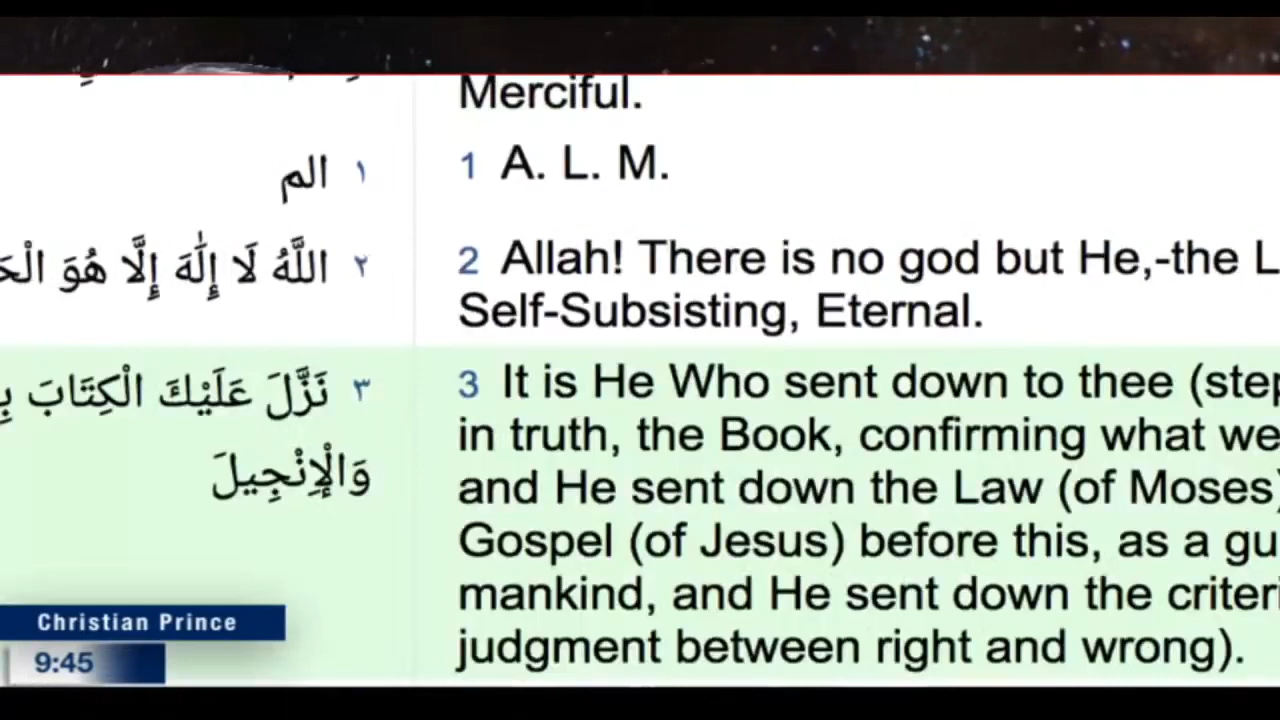 Merciful.
١ الم
1 A. L. M.
٢ اللَّهُ لَا إِلَٰهَ إِلَّا هُوَ
2 Allah! There is no god but He,-the
Self-Subsisting, Eternal.
٣ نَزَّلَ عَلَيْكَ الْكِتَابَ
وَالْإِنْجِيلَ
3 It is He Who sent down to thee
in truth, the Book, confirming what
and He sent down the Law (of Moses)
Gospel (of Jesus) before this, as a
mankind, and He sent down the
judgment between right and wrong).
Christian Prince
9:45